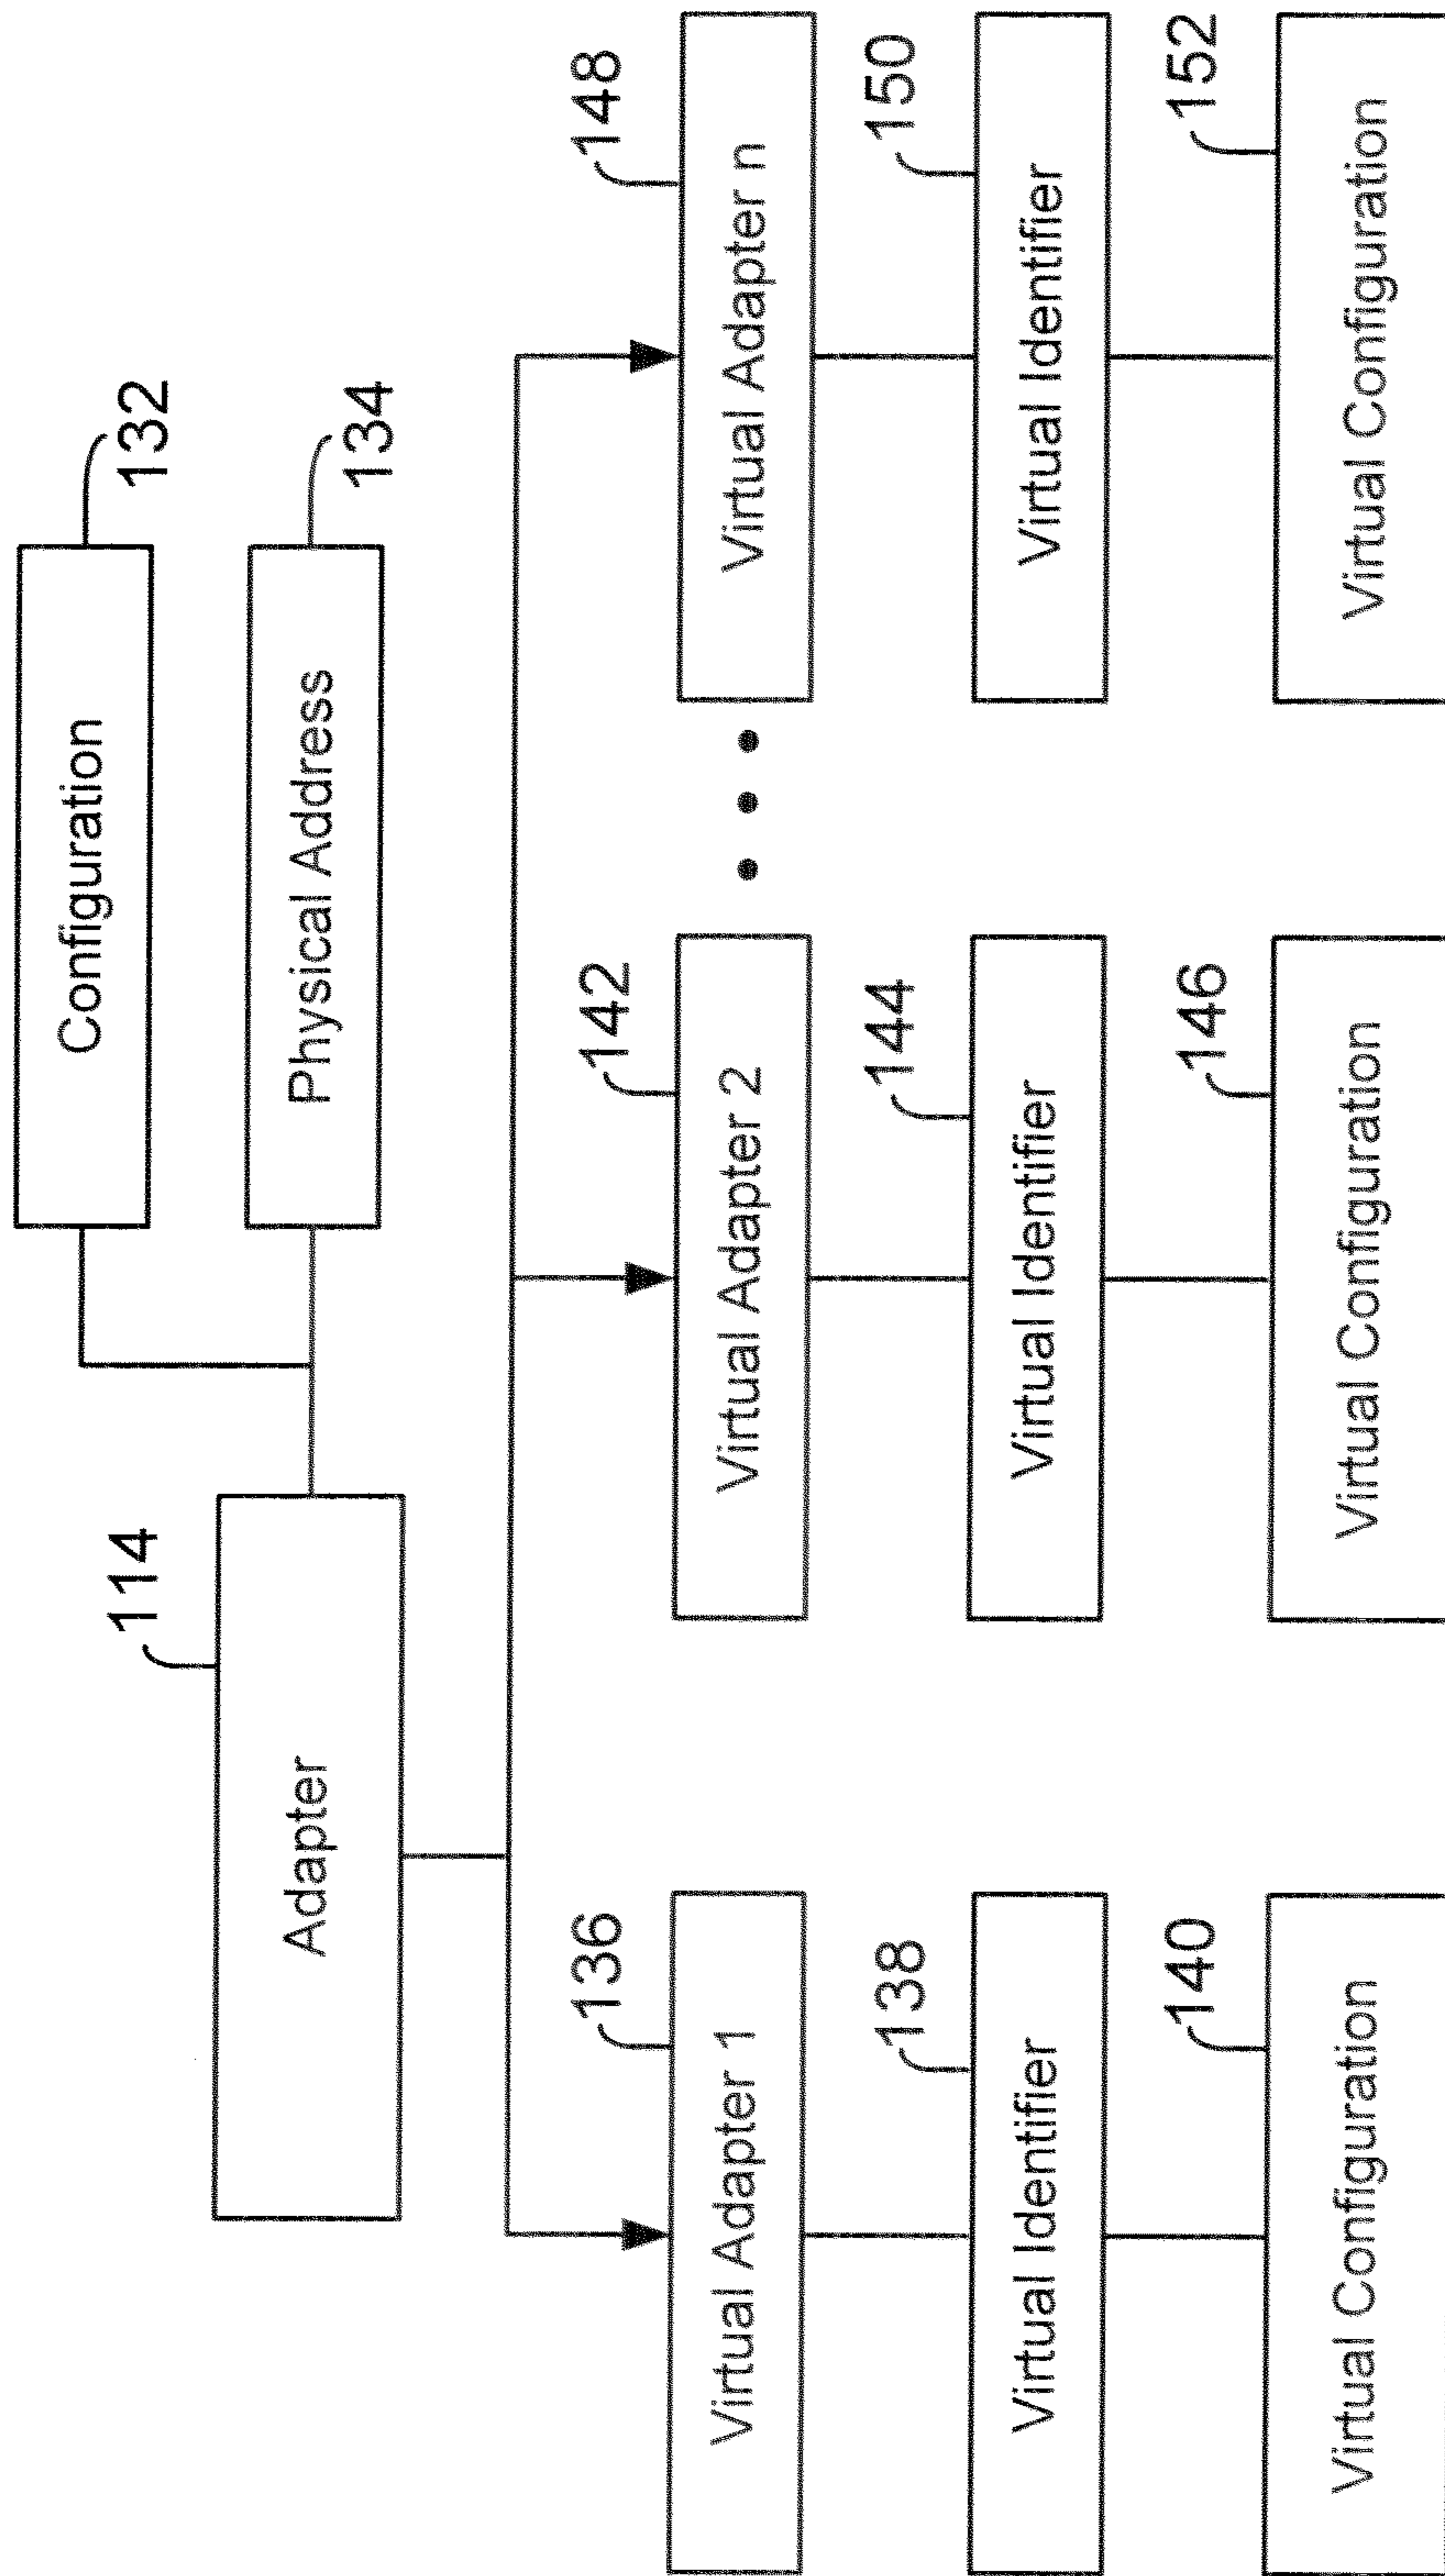 Configuration
132
Physical Address
134
114
Adapter
136
Virtual Adapter 1
142
Virtual Adapter 2
148
Virtual Adapter n
138
Virtual Identifier
144
Virtual Identifier
150
Virtual Identifier
140
Virtual Configuration
146
Virtual Configuration
152
Virtual Configuration